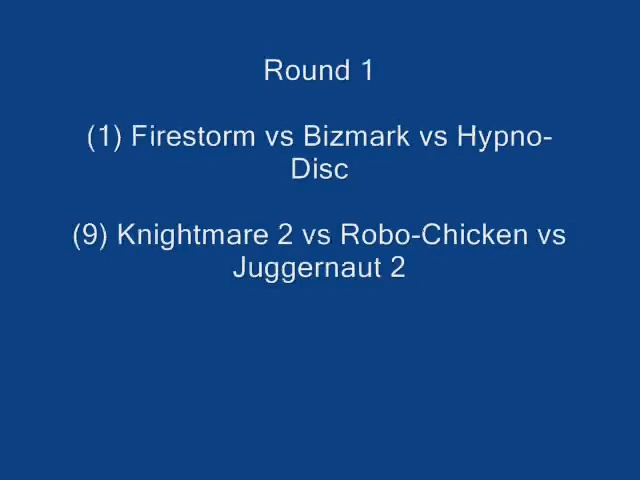 Round 1
(1) Firestorm vs Bizmark vs Hypno-
Disc
(9) Knightmare 2 vs Robo-Chicken vs
Juggernaut 2